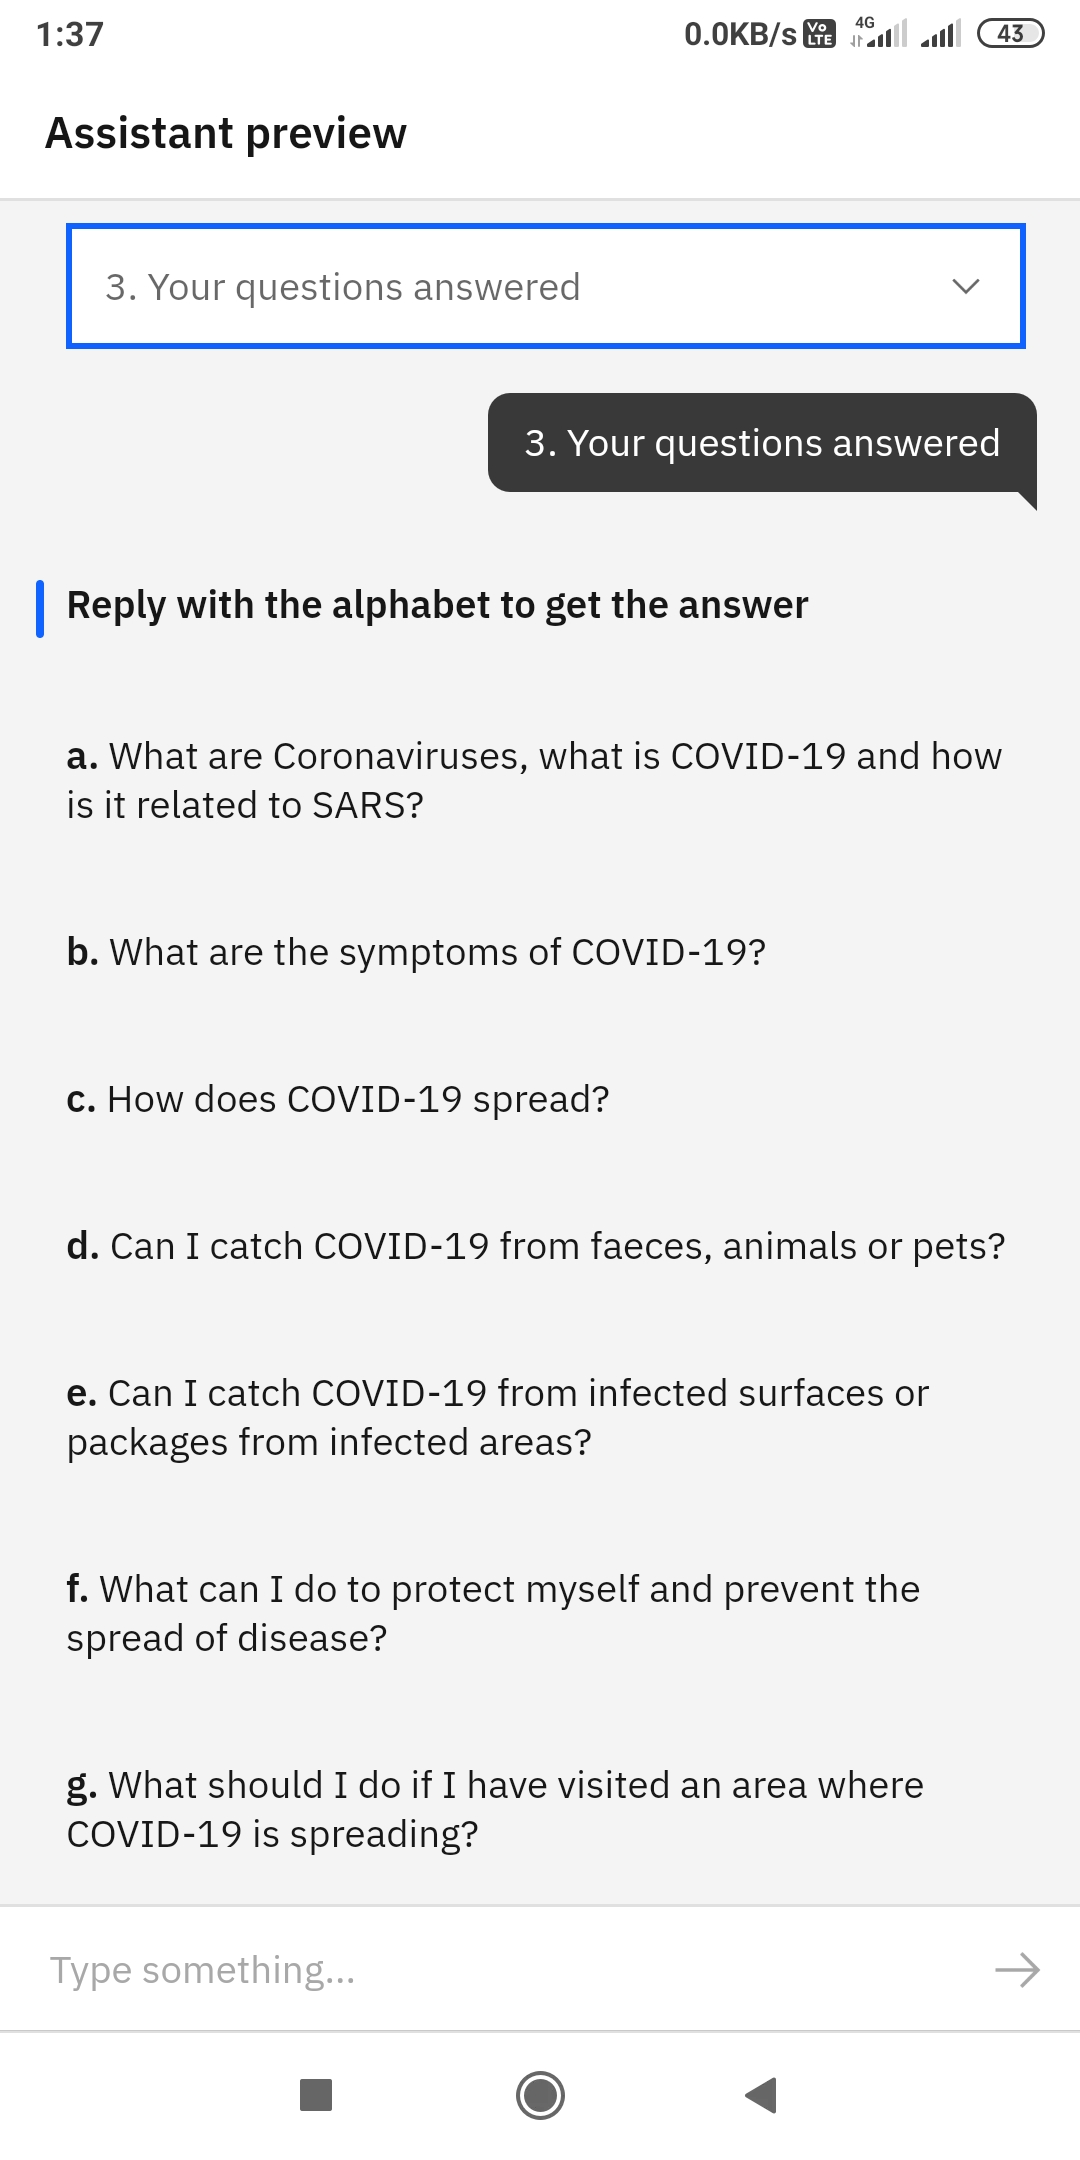 1:37
0.0KB/s Vo LTE 4G 43
Assistant preview
3. Your questions answered
3. Your questions answered
Reply with the alphabet to get the answer
a. What are Coronaviruses, what is COVID-19 and how
is it related to SARS?
b. What are the symptoms of COVID-19?
c. How does COVID-19 spread?
d. Can I catch COVID-19 from faeces, animals or pets?
e. Can I catch COVID-19 from infected surfaces or
packages from infected areas?
f. What can I do to protect myself and prevent the
spread of disease?
g. What should I do if I have visited an area where
COVID-19 is spreading?
Type something...